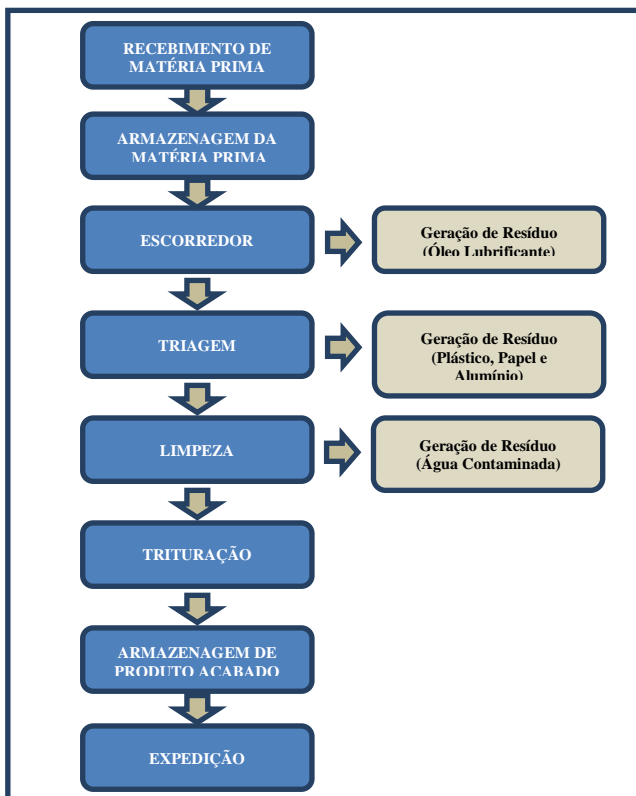 RECEBIMENTO DE
MATÉRIA PRIMA
ARMAZENAGEM DA
MATÉRIA PRIMA
ESCORREDOR
Geração de Resíduo
(Óleo Lubrificante)
TRIAGEM
Geração de Resíduo
(Plástico, Papel e
Alumínio)
LIMPEZA
Geração de Resíduo
(Água Contaminada)
TRITURAÇÃO
ARMAZENAGEM DE
PRODUTO ACABADO
EXPEDIÇÃO